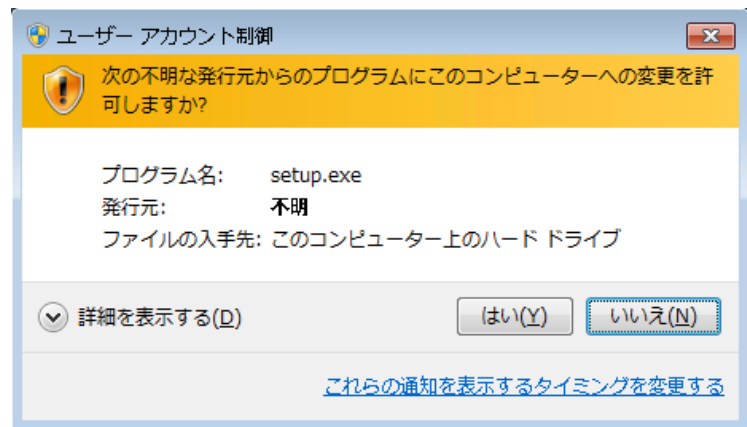 ユーザー アカウント制御
次の不明な発行元からのプログラムにこのコンピューターへの変更を許
可しますか?
プログラム名: setup.exe
発行元: 不明
ファイルの入手先: このコンピューター上のハード ドライブ
詳細を表示する(D)
はい(Y)
いいえ(N)
これらの通知を表示するタイミングを変更する